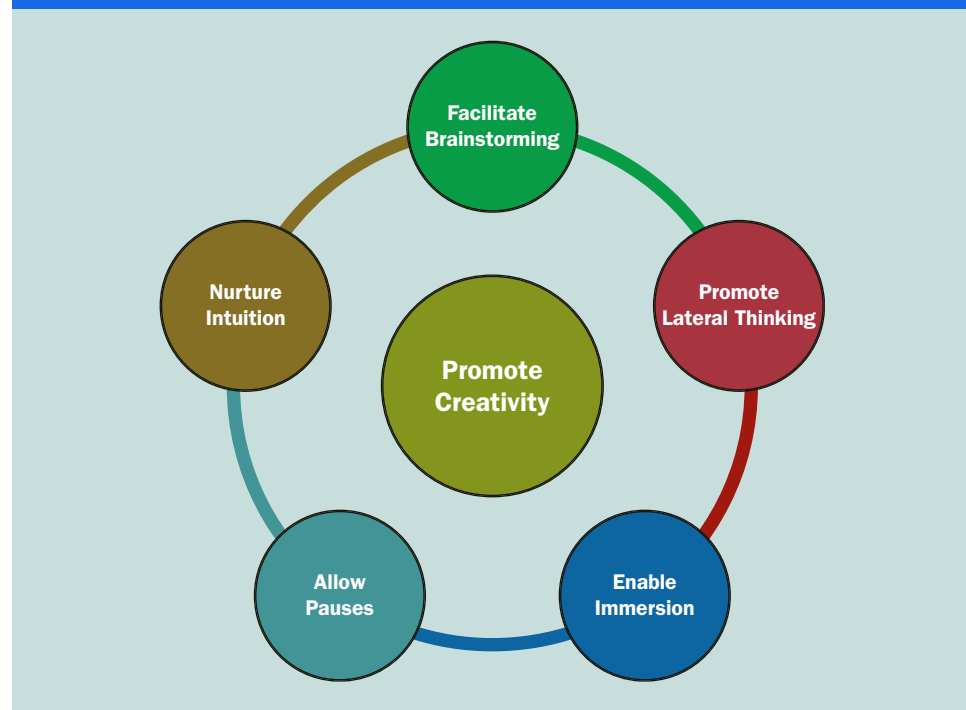 Facilitate
Brainstorming
Promote
Lateral Thinking
Enable
Immersion
Allow
Pauses
Nurture
Intuition
Promote
Creativity